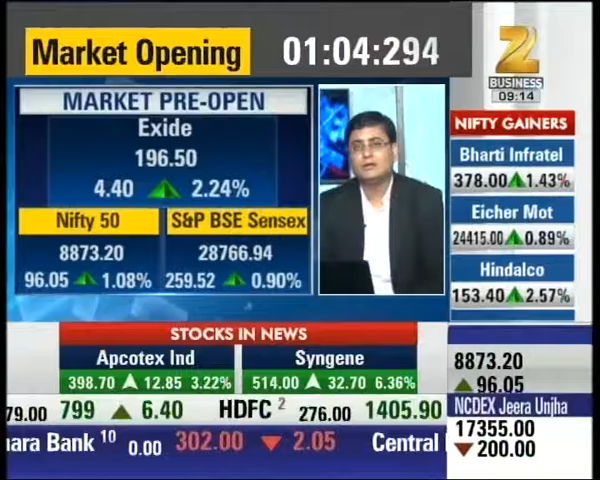 Market Opening 01:04:294
Z
BUSINESS
09:14
MARKET PRE-OPEN
Exide
196.50
4.40 2.24%
Nifty 50 S&P BSE Sensex
8873.20 28766.94
96.05 1.08% 259.52 0.90%
NIFTY GAINERS
Bharti Infratel
378.00 1.43%
Eicher Mot
24415.00 0.89%
Hindalco
153.40 2.57%
STOCKS IN NEWS
Apcotex Ind Syngene
398.70 12.85 3.22% 514.00 32.70 6.36%
8873.20
96.05
NCDEX Jeera Unjha
17355.00
200.00
79.00 799 6.40 HDFC 2 276.00 1405.90
nara Bank 10 0.00 302.00 2.05 Central